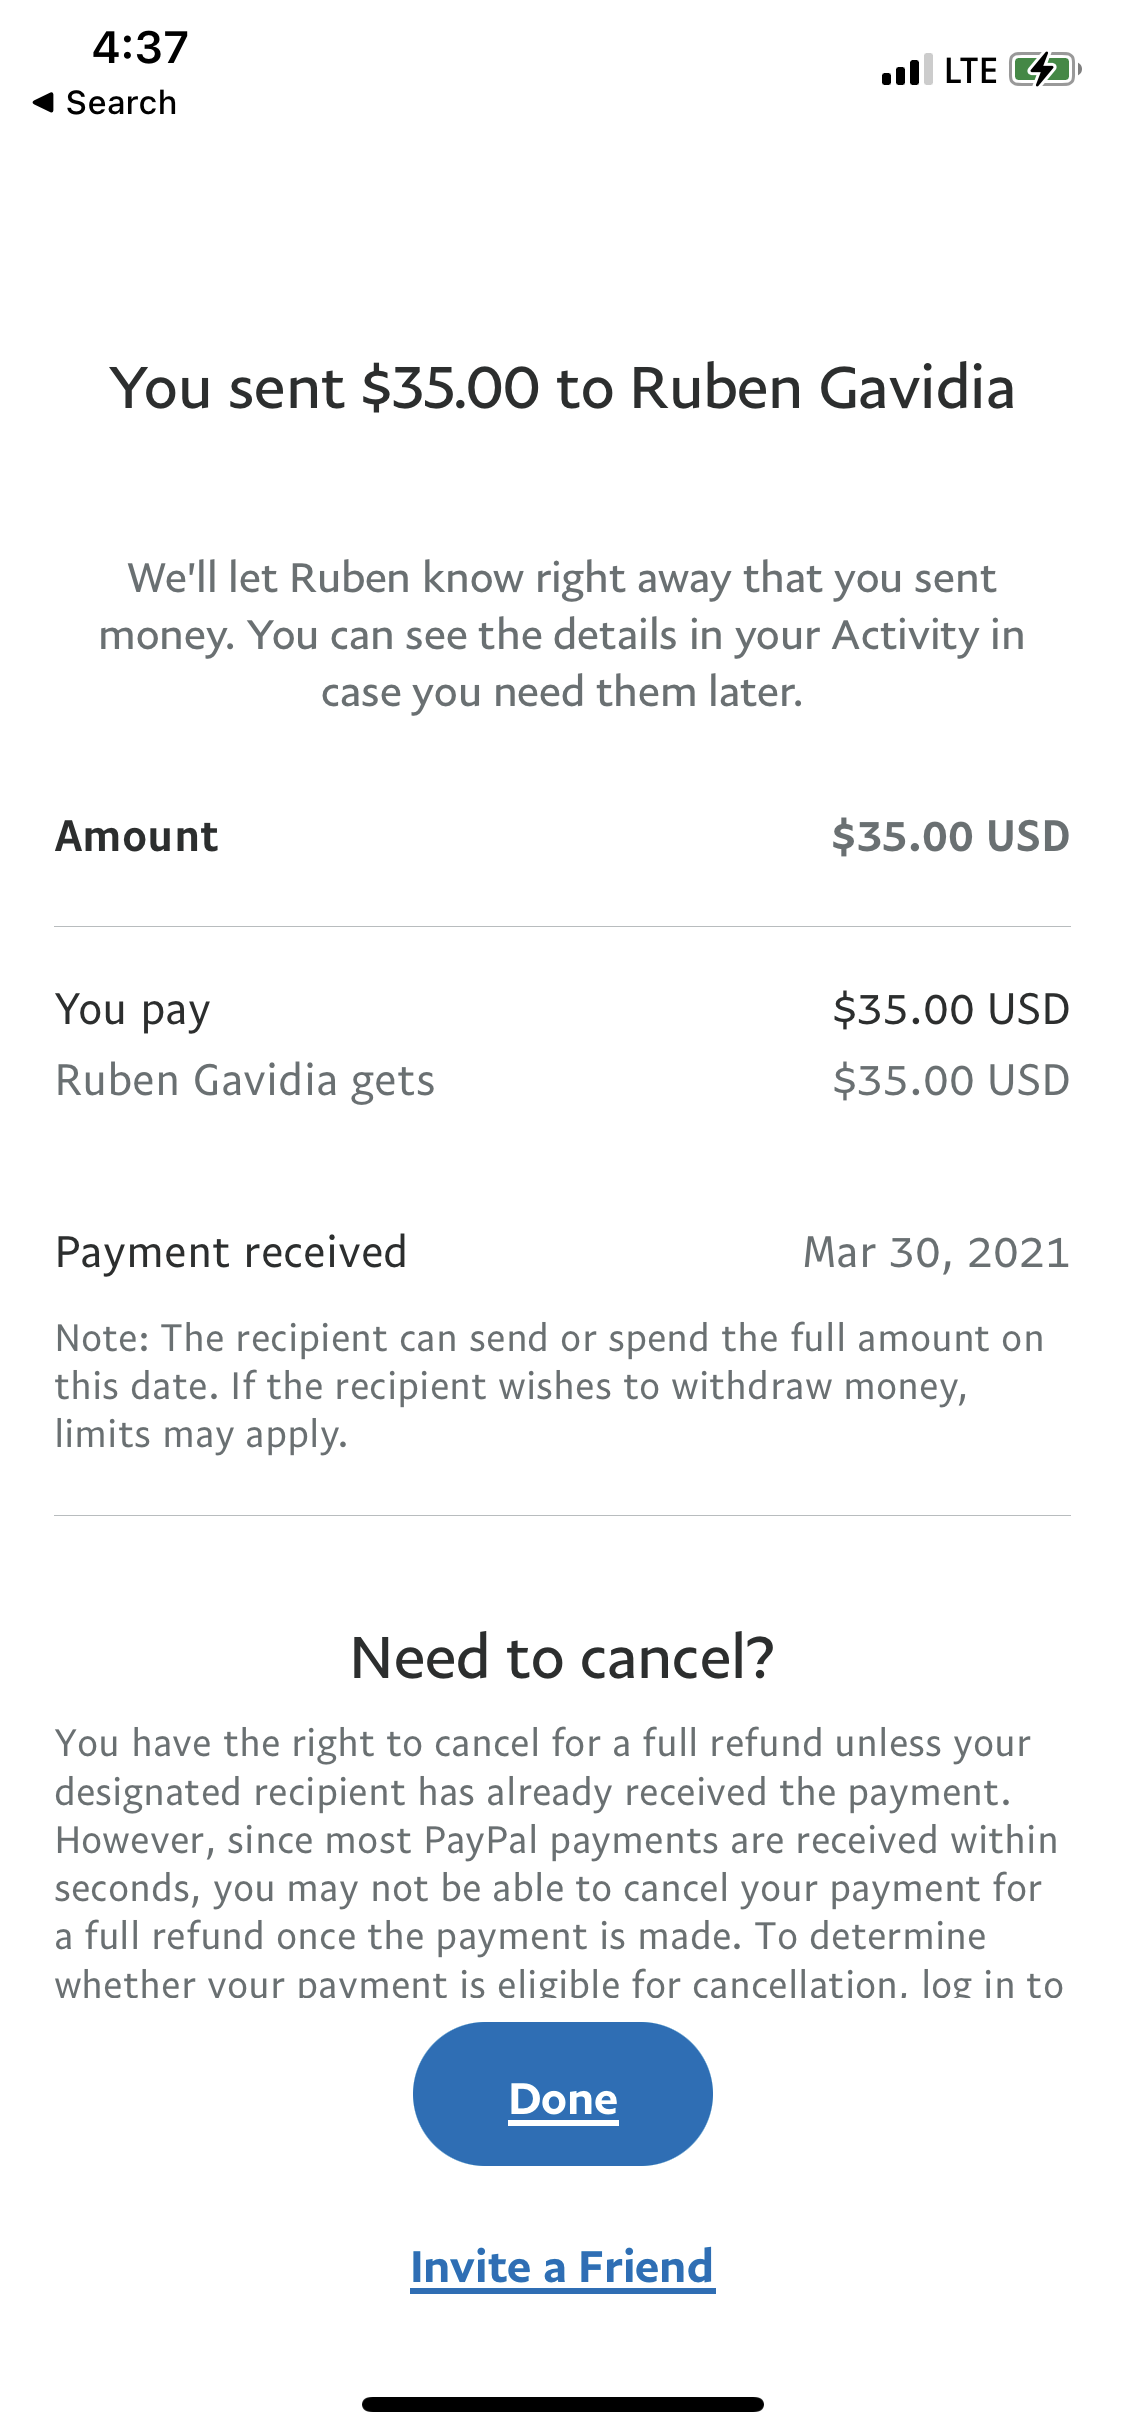 4:37
LTE
◀ Search
You sent $35.00 to Ruben Gavidia
We'll let Ruben know right away that you sent
money. You can see the details in your Activity in
case you need them later.
Amount $35.00 USD
You pay $35.00 USD
Ruben Gavidia gets $35.00 USD
Payment received Mar 30, 2021
Note: The recipient can send or spend the full amount on
this date. If the recipient wishes to withdraw money,
limits may apply.
Need to cancel?
You have the right to cancel for a full refund unless your
designated recipient has already received the payment.
However, since most PayPal payments are received within
seconds, you may not be able to cancel your payment for
a full refund once the payment is made. To determine
whether your payment is eligible for cancellation, log in to
Done
Invite a Friend